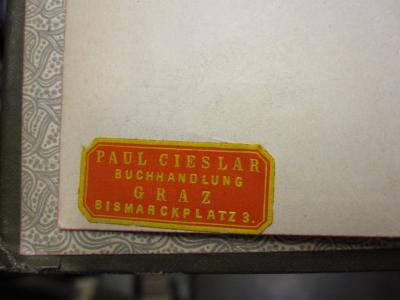 PAUL CIESLAR
BUCHHANDLUNG
GRAZ
BISMARCKPLATZ 3.